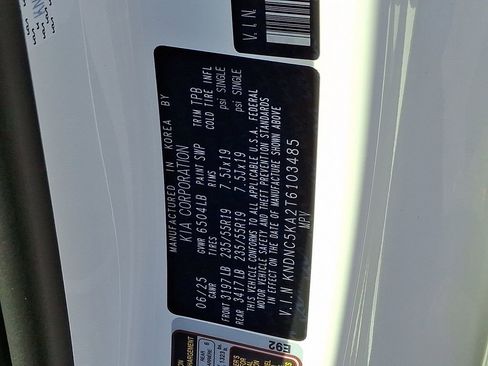 V.I.N.
MANUFACTURED IN KOREA BY
KIA CORPORATION
06/25 GVWR 6504LB PAINT SWP TRIM TPB
GAWR TIRES RIMS COLD TIRE INFL
FRONT 3197LB 235/55R19 7.5Jx19 psi SINGLE
REAR 3417LB 235/55R19 7.5Jx19 psi SINGLE
THIS VEHICLE CONFORMS TO ALL APPLICABLE U.S.A. FEDERAL
MOTOR VEHICLE SAFETY AND THEFT PREVENTION STANDARDS
IN EFFECT ON THE DATE OF MANUFACTURE SHOWN ABOVE
V.I.N KNDNC5KA2T6103485
MPV
E92
REAR